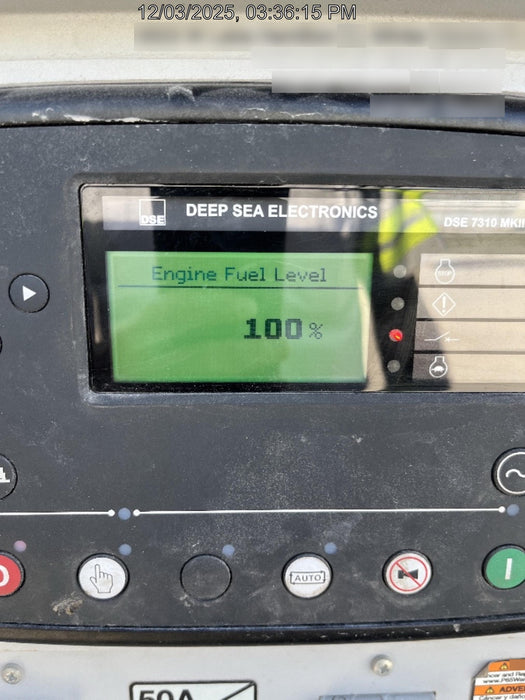 12/03/2025, 03:36:15 PM
DSE
DEEP SEA ELECTRONICS
DSE 7310 MKII
Engine Fuel Level
100%
STOP
AUTO
50A